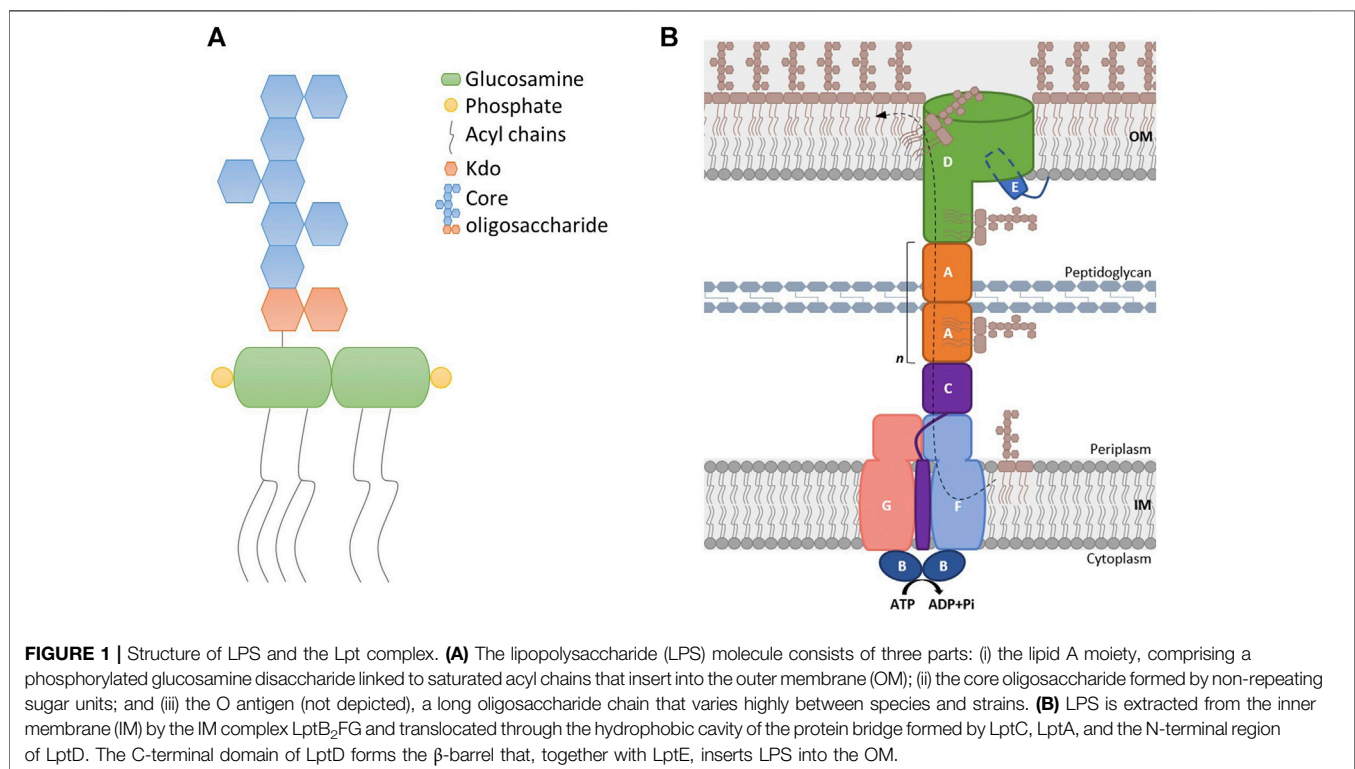 A
Glucosamine
Phosphate
Acyl chains
Kdo
Core
oligosaccharide
B
OM
D
E
A
Peptidoglycan
A
n
C
Periplasm
G
F
IM
B
B
Cytoplasm
ATP
ADP+Pi
FIGURE 1 | Structure of LPS and the Lpt complex. (A) The lipopolysaccharide (LPS) molecule consists of three parts: (i) the lipid A moiety, comprising a
phosphorylated glucosamine disaccharide linked to saturated acyl chains that insert into the outer membrane (OM); (ii) the core oligosaccharide formed by non-repeating
sugar units; and (iii) the O antigen (not depicted), a long oligosaccharide chain that varies highly between species and strains. (B) LPS is extracted from the inner
membrane (IM) by the IM complex LptB₂FG and translocated through the hydrophobic cavity of the protein bridge formed by LptC, LptA, and the N-terminal region
of LptD. The C-terminal domain of LptD forms the β-barrel that, together with LptE, inserts LPS into the OM.